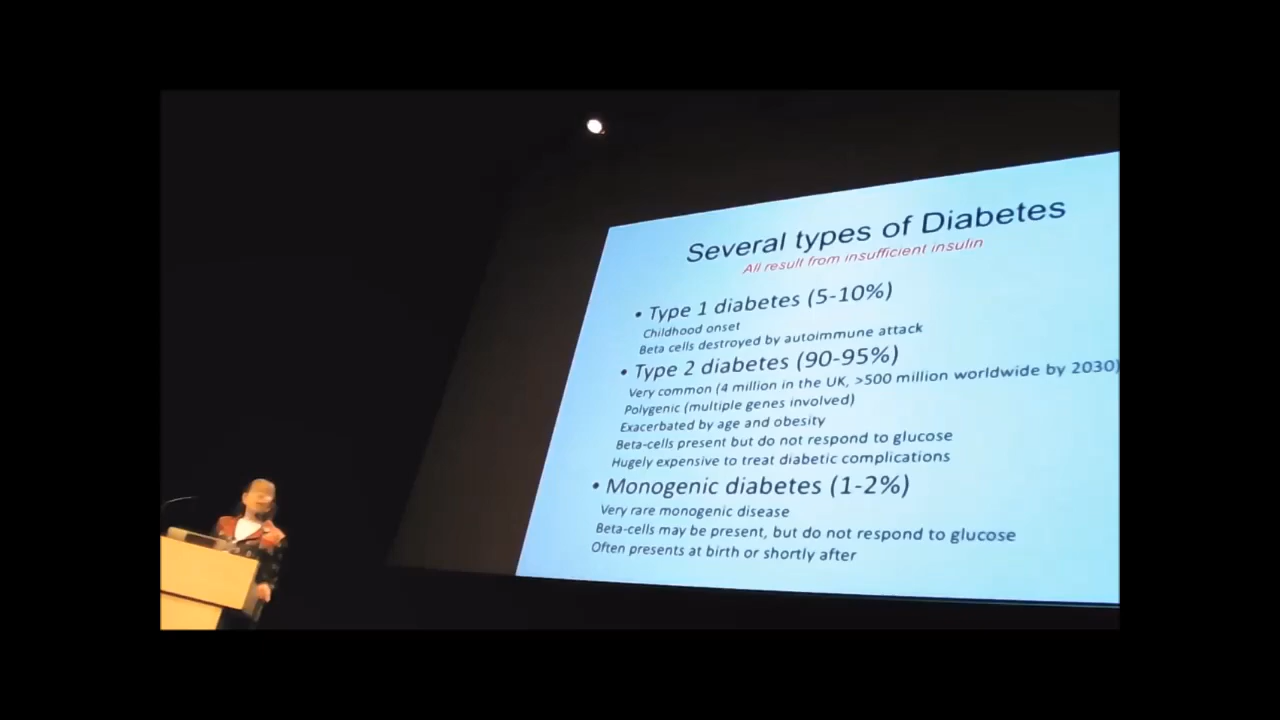 Several types of Diabetes
All result from insufficient insulin
• Type 1 diabetes (5-10%)
Childhood onset
Beta cells destroyed by autoimmune attack
• Type 2 diabetes (90-95%)
Very common (4 million in the UK, >500 million worldwide by 2030)
Polygenic (multiple genes involved)
Exacerbated by age and obesity
Beta-cells present but do not respond to glucose
Hugely expensive to treat diabetic complications
• Monogenic diabetes (1-2%)
Very rare monogenic disease
Beta-cells may be present, but do not respond to glucose
Often presents at birth or shortly after